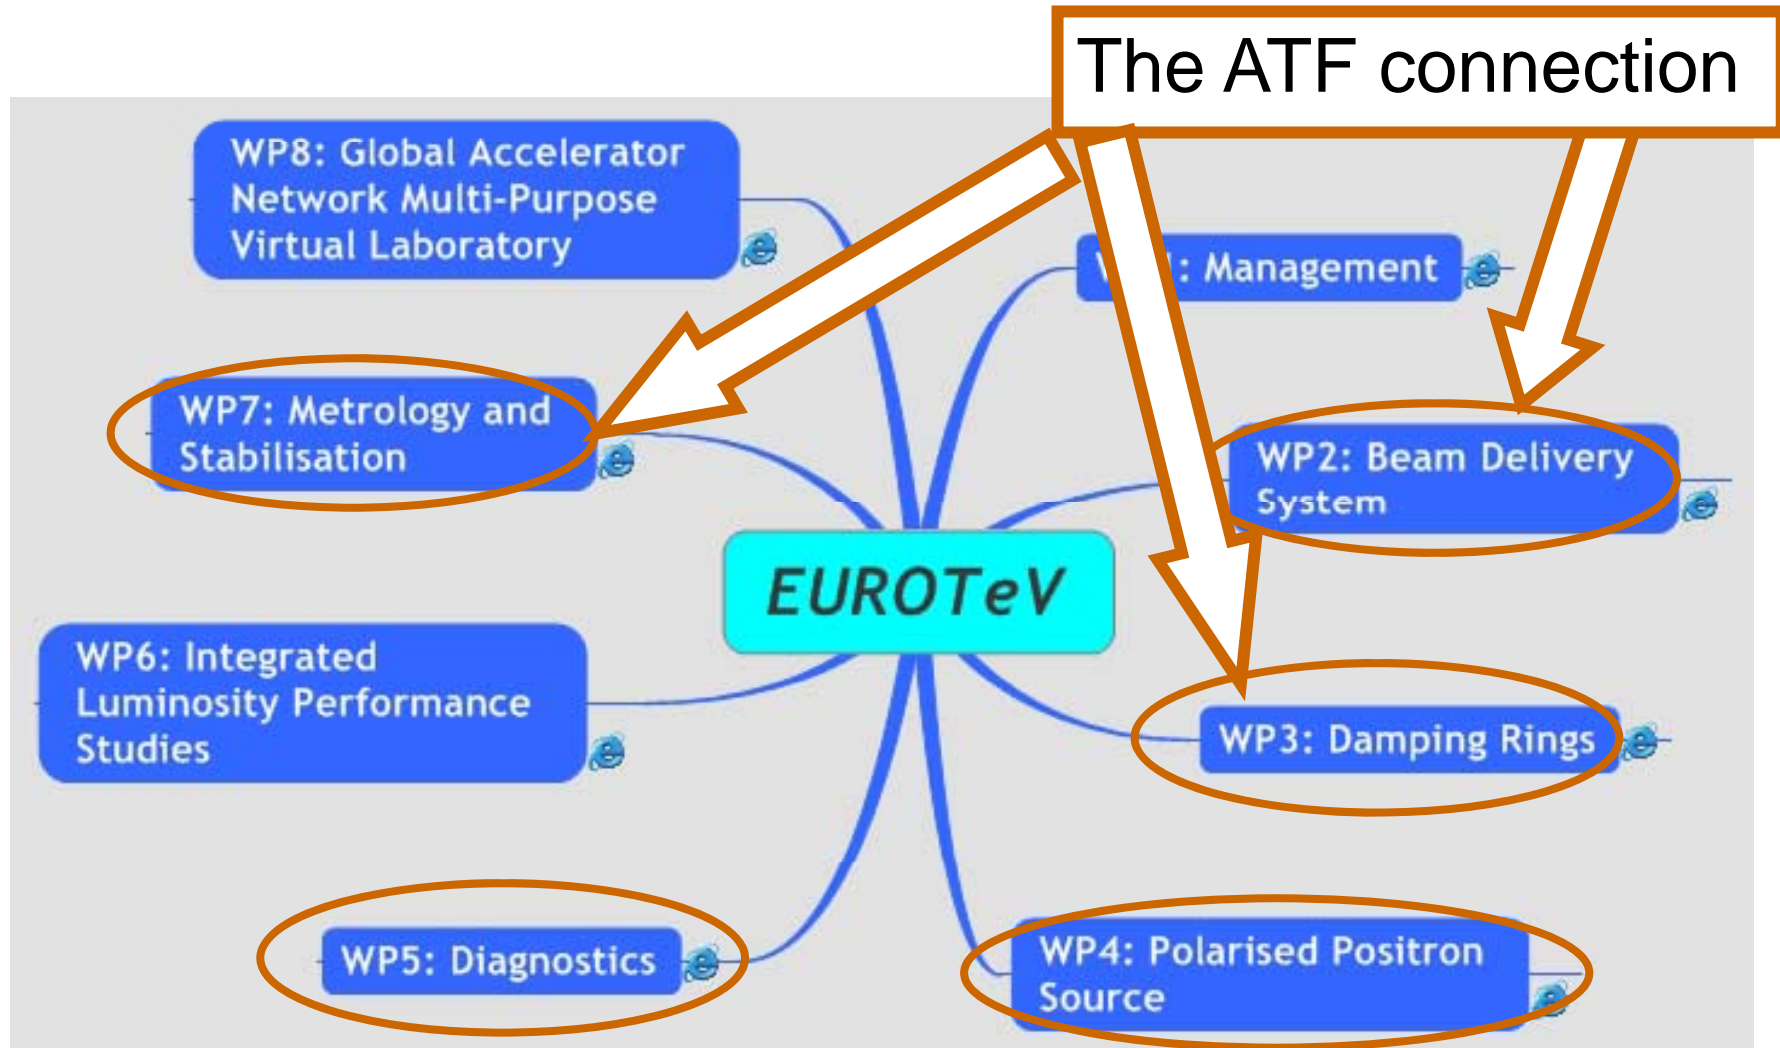 The ATF connection
WP8: Global Accelerator
Network Multi-Purpose
Virtual Laboratory
: Management
WP7: Metrology and
Stabilisation
WP2: Beam Delivery
System
EUROTeV
WP6: Integrated
Luminosity Performance
Studies
WP3: Damping Rings
WP5: Diagnostics
WP4: Polarised Positron
Source